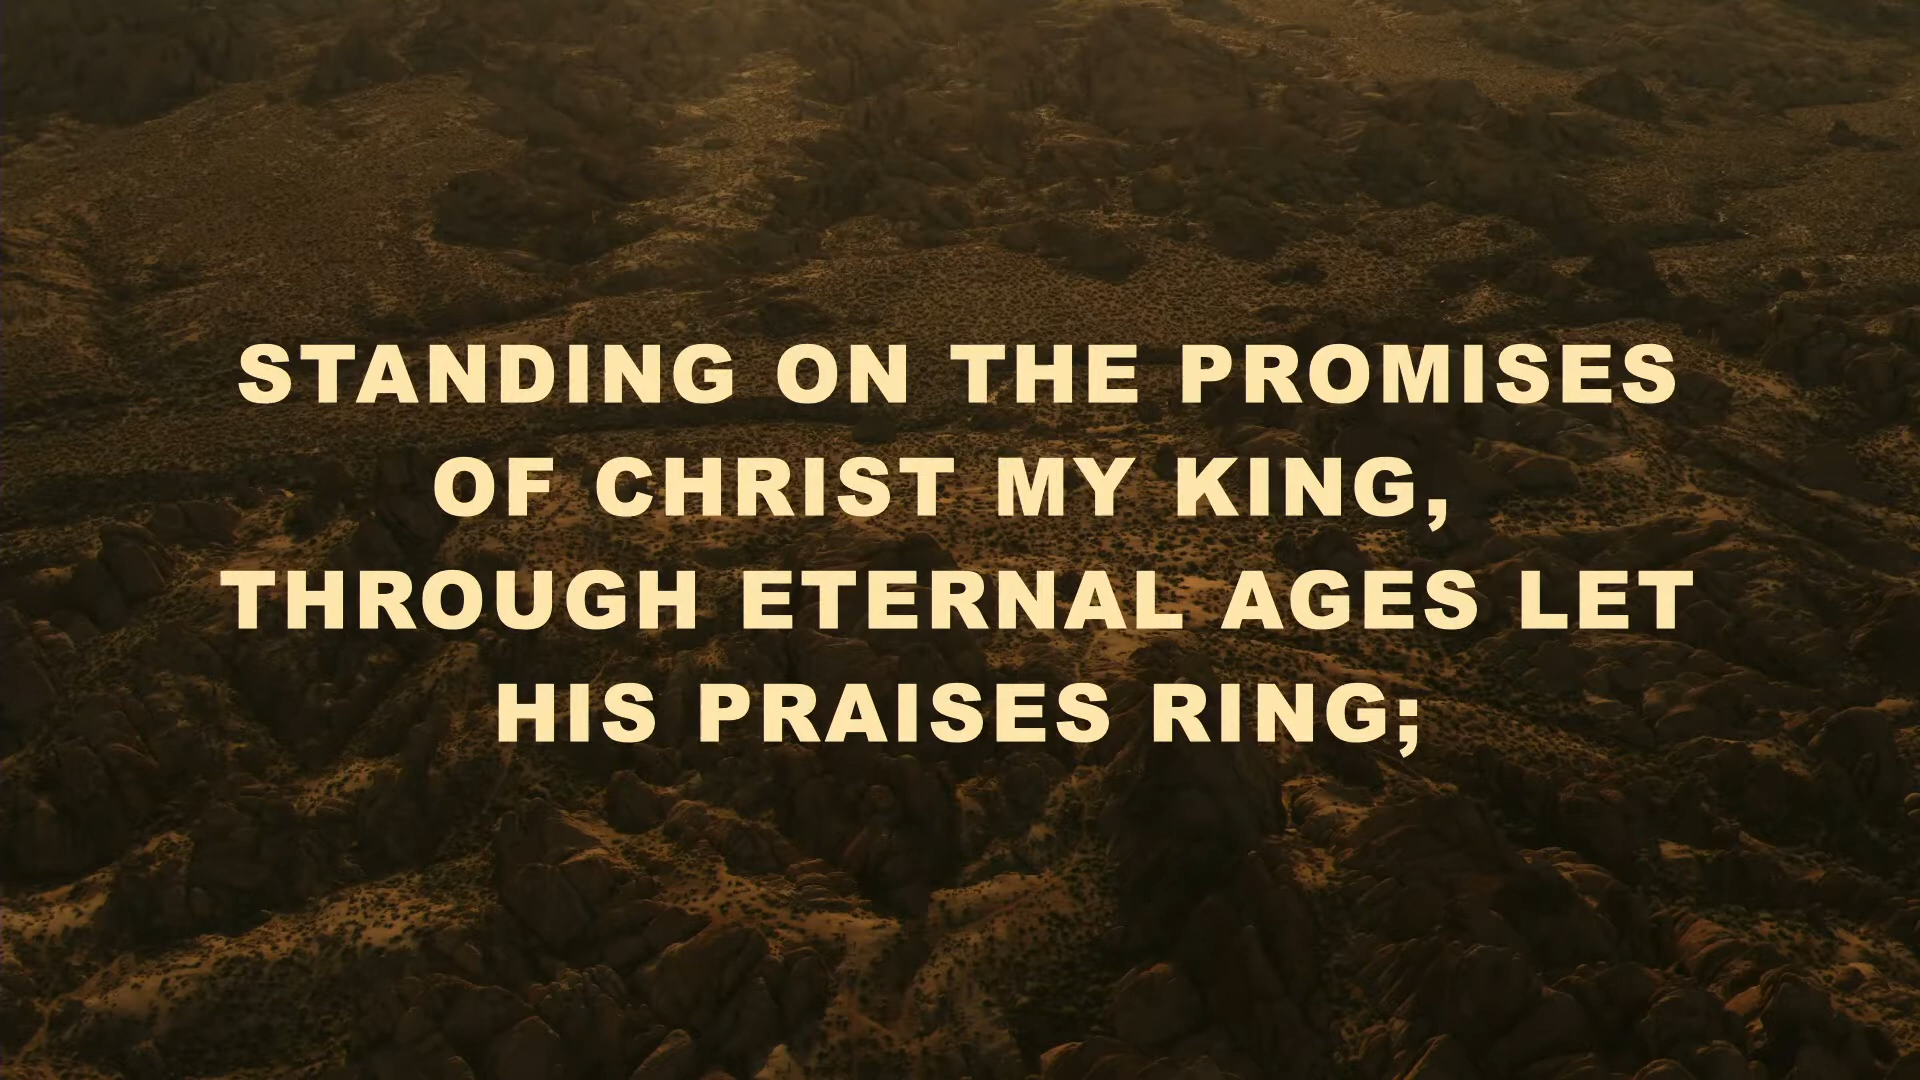 STANDING ON THE PROMISES
OF CHRIST MY KING,
THROUGH ETERNAL AGES LET
HIS PRAISES RING;